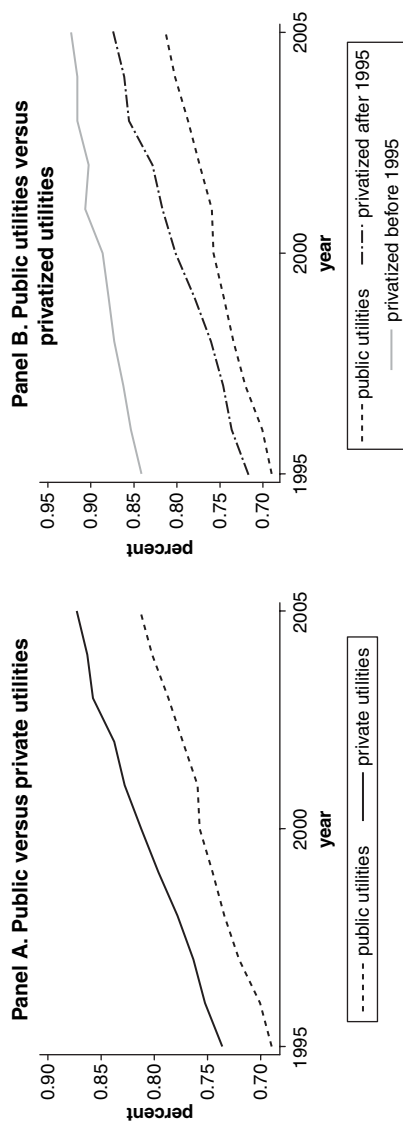 Panel A. Public versus private utilities
0.90
0.85
0.80
0.75
0.70
percent
1995
2000
2005
year
public utilities
private utilities
Panel B. Public utilities versus
privatized utilities
0.95
0.90
0.85
0.80
0.75
0.70
percent
1995
2000
2005
year
public utilities
privatized after 1995
privatized before 1995